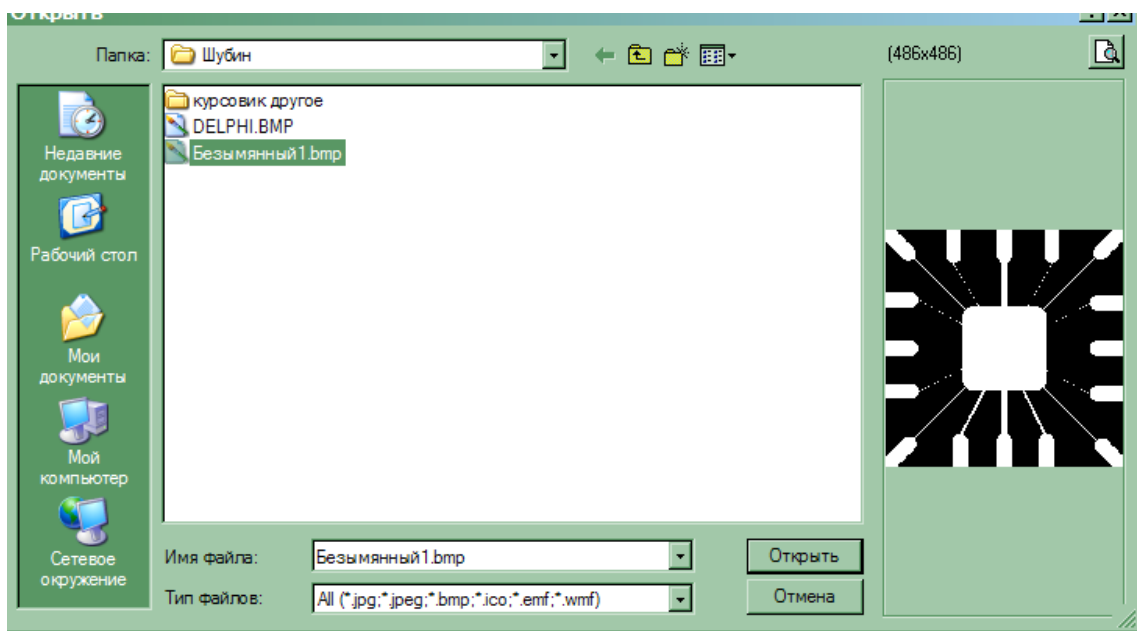 Открыть
Папка: Шубин (486x486)
курсовик другое
DELPHI.BMP
Безымянный1.bmp
Недавние
документы
Рабочий стол
Мои
документы
Мой
компьютер
Сетевое
окружение
Имя файла: Безымянный1.bmp Открыть
Тип файлов: All (*.jpg;*.jpeg;*.bmp;*.ico;*.emf;*.wmf) Отмена